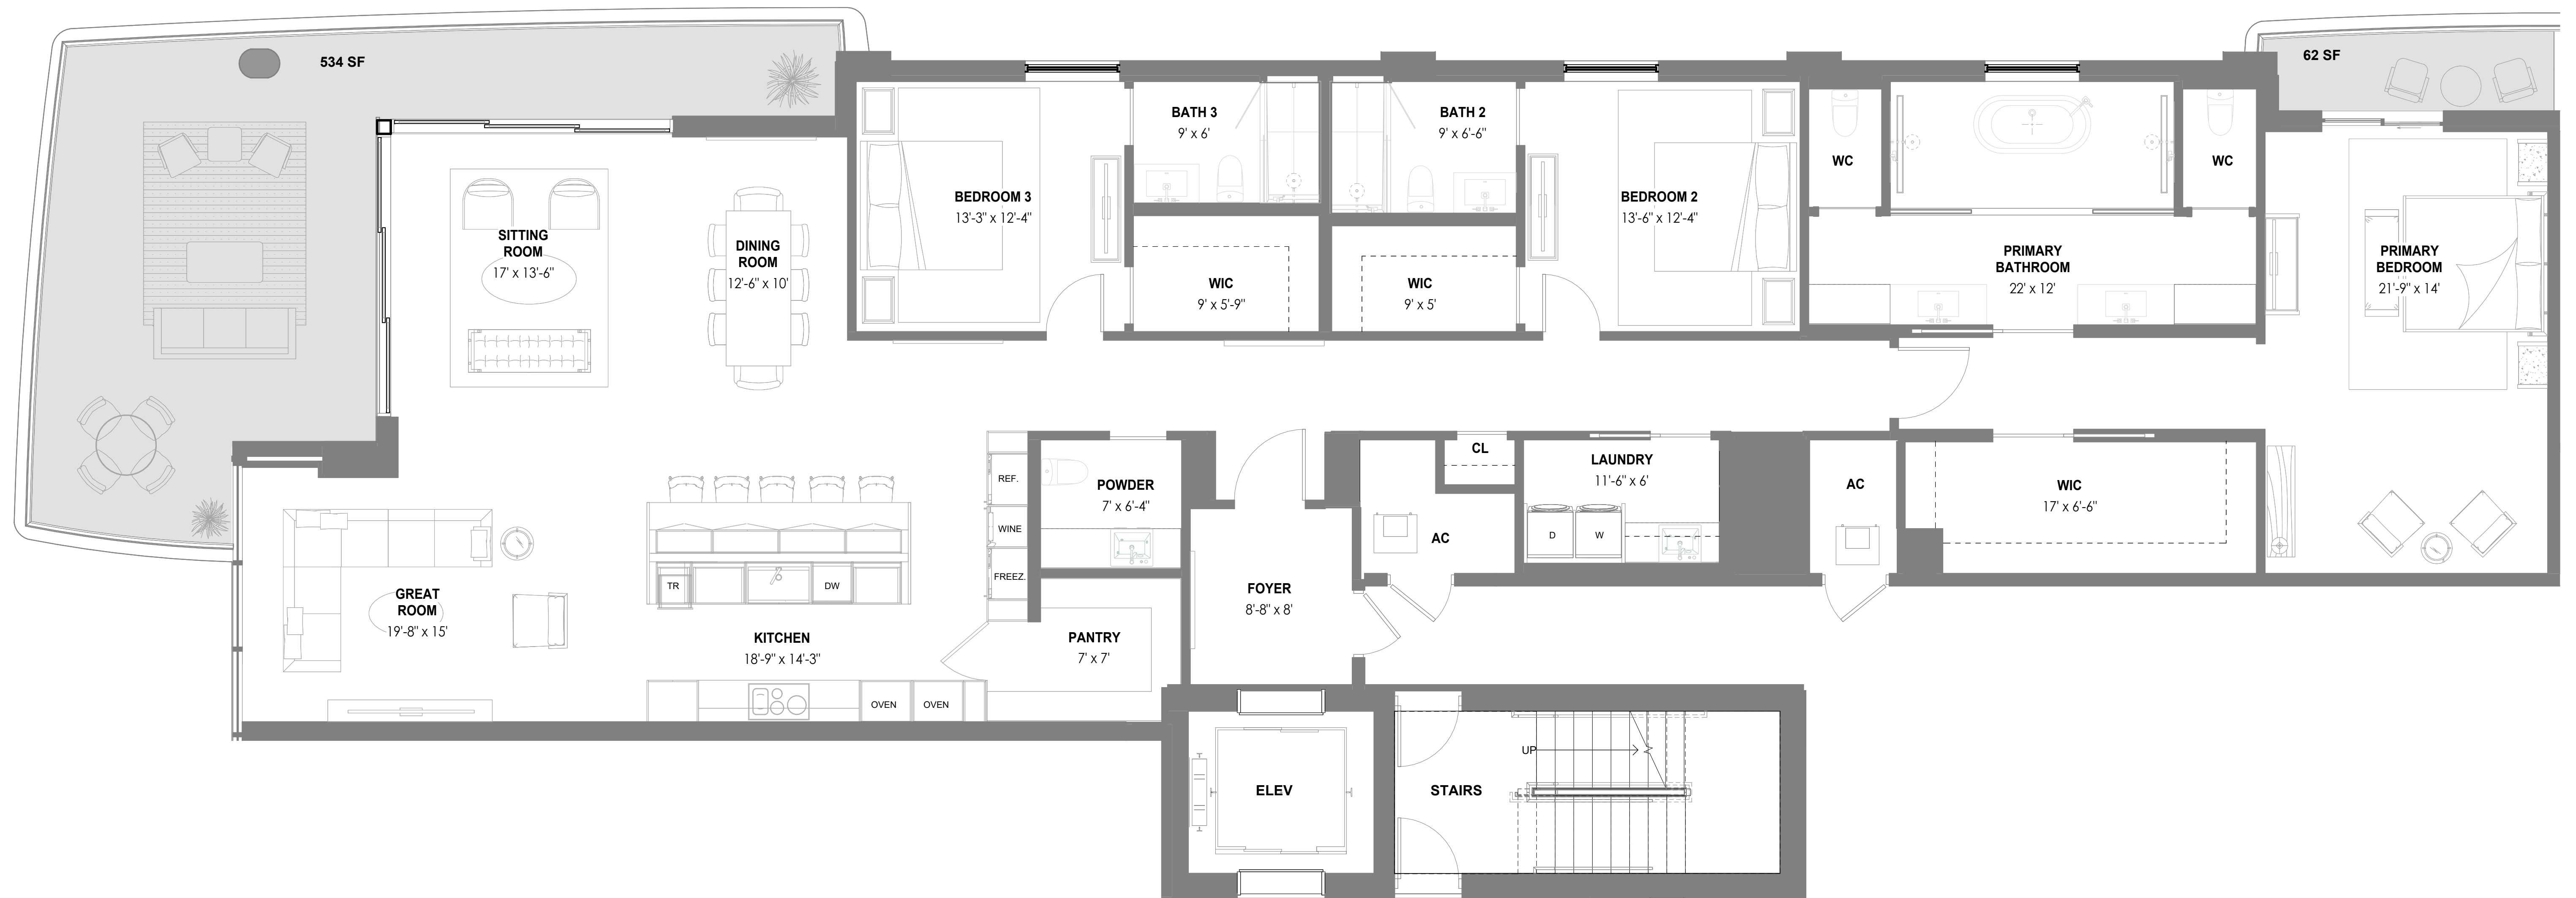 534 SF
62 SF
BATH 3
9' x 6'
BATH 2
9' x 6'-6"
WC
WC
BEDROOM 3
13'-3" x 12'-4"
BEDROOM 2
13'-6" x 12'-4"
SITTING
ROOM
17' x 13'-6"
DINING
ROOM
12'-6" x 10'
WIC
9' x 5'-9"
WIC
9' x 5'
PRIMARY
BATHROOM
22' x 12'
PRIMARY
BEDROOM
21'-9" x 14'
REF.
WINE
FREEZ.
POWDER
7' x 6'-4"
CL
LAUNDRY
11'-6" x 6'
D
W
AC
AC
WIC
17' x 6'-6"
TR
DW
GREAT
ROOM
19'-8" x 15'
FOYER
8'-8" x 8'
KITCHEN
18'-9" x 14'-3"
PANTRY
7' x 7'
OVEN
OVEN
UP
ELEV
STAIRS